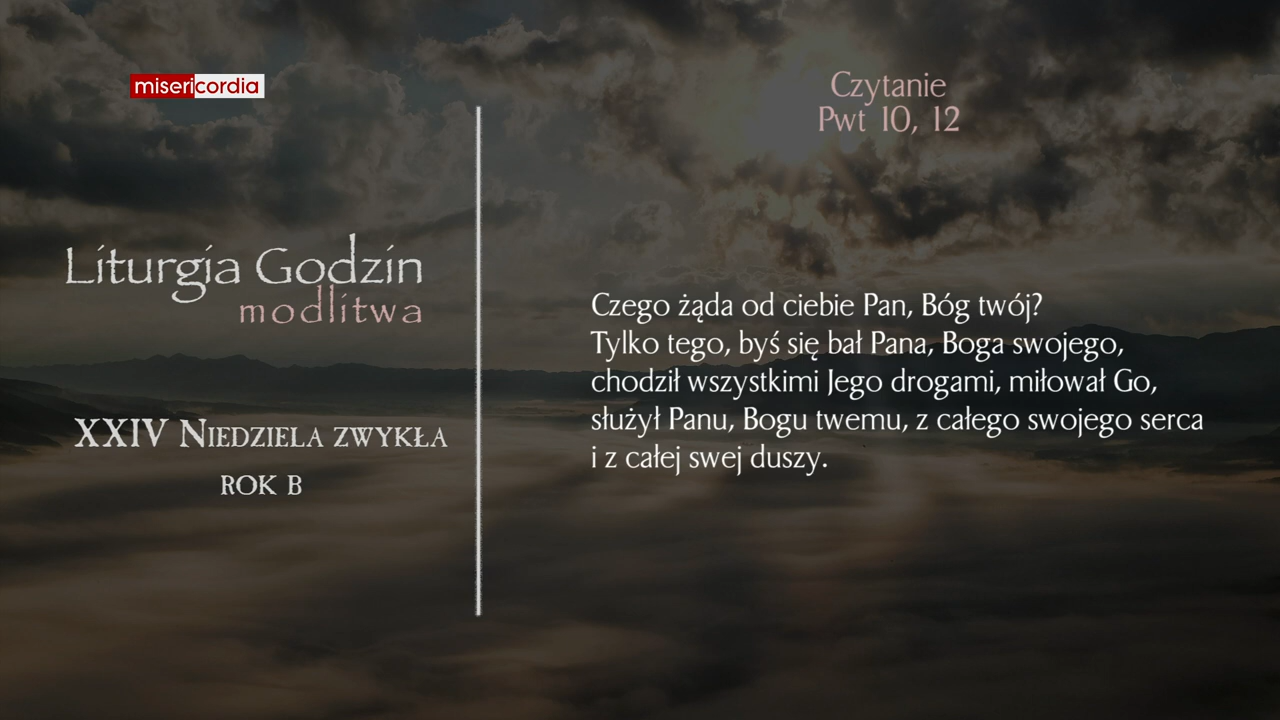 misericordia
Liturgia Godzin
modlitwa
XXIV Niedziela zwykła
rok B
Czytanie
Pwt 10, 12
Czego żąda od ciebie Pan, Bóg twój?
Tylko tego, byś się bał Pana, Boga swojego,
chodził wszystkimi Jego drogami, miłował Go,
służył Panu, Bogu twemu, z całego swojego serca
i z całej swej duszy.